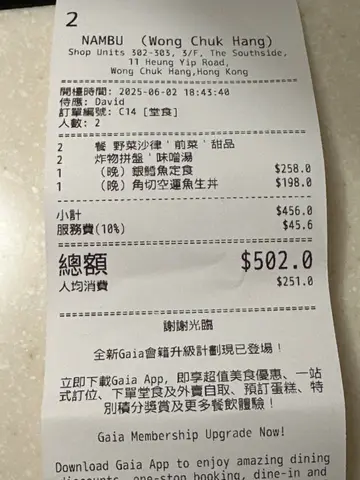 2
NAMBU （Wong Chuk Hang）
Shop Units 302-303, 3/F, The Southside,
11 Heung Yip Road,
Wong Chuk Hang,Hong Kong
開檯時間: 2025-06-02 18:43:40
侍應: David
訂單編號: C14 [堂食]
人數: 2
2 餐 野菜沙律'前菜'甜品
2 炸物拼盤'味噌湯
1 （晚）銀鱈魚定食 $258.0
1 （晚）角切空運魚生丼 $198.0
小計 $456.0
服務費(10%) $45.6
總額 $502.0
人均消費 $251.0
謝謝光臨
全新Gaia會籍升級計劃現已登場！
立即下載Gaia App, 即享超值美食優惠、一站
式訂位、下單堂食及外賣自取、預訂蛋糕、特
別積分獎賞及更多餐飲體驗！
Gaia Membership Upgrade Now!
Download Gaia App to enjoy amazing dining
discounts, one-stop booking, dine-in and